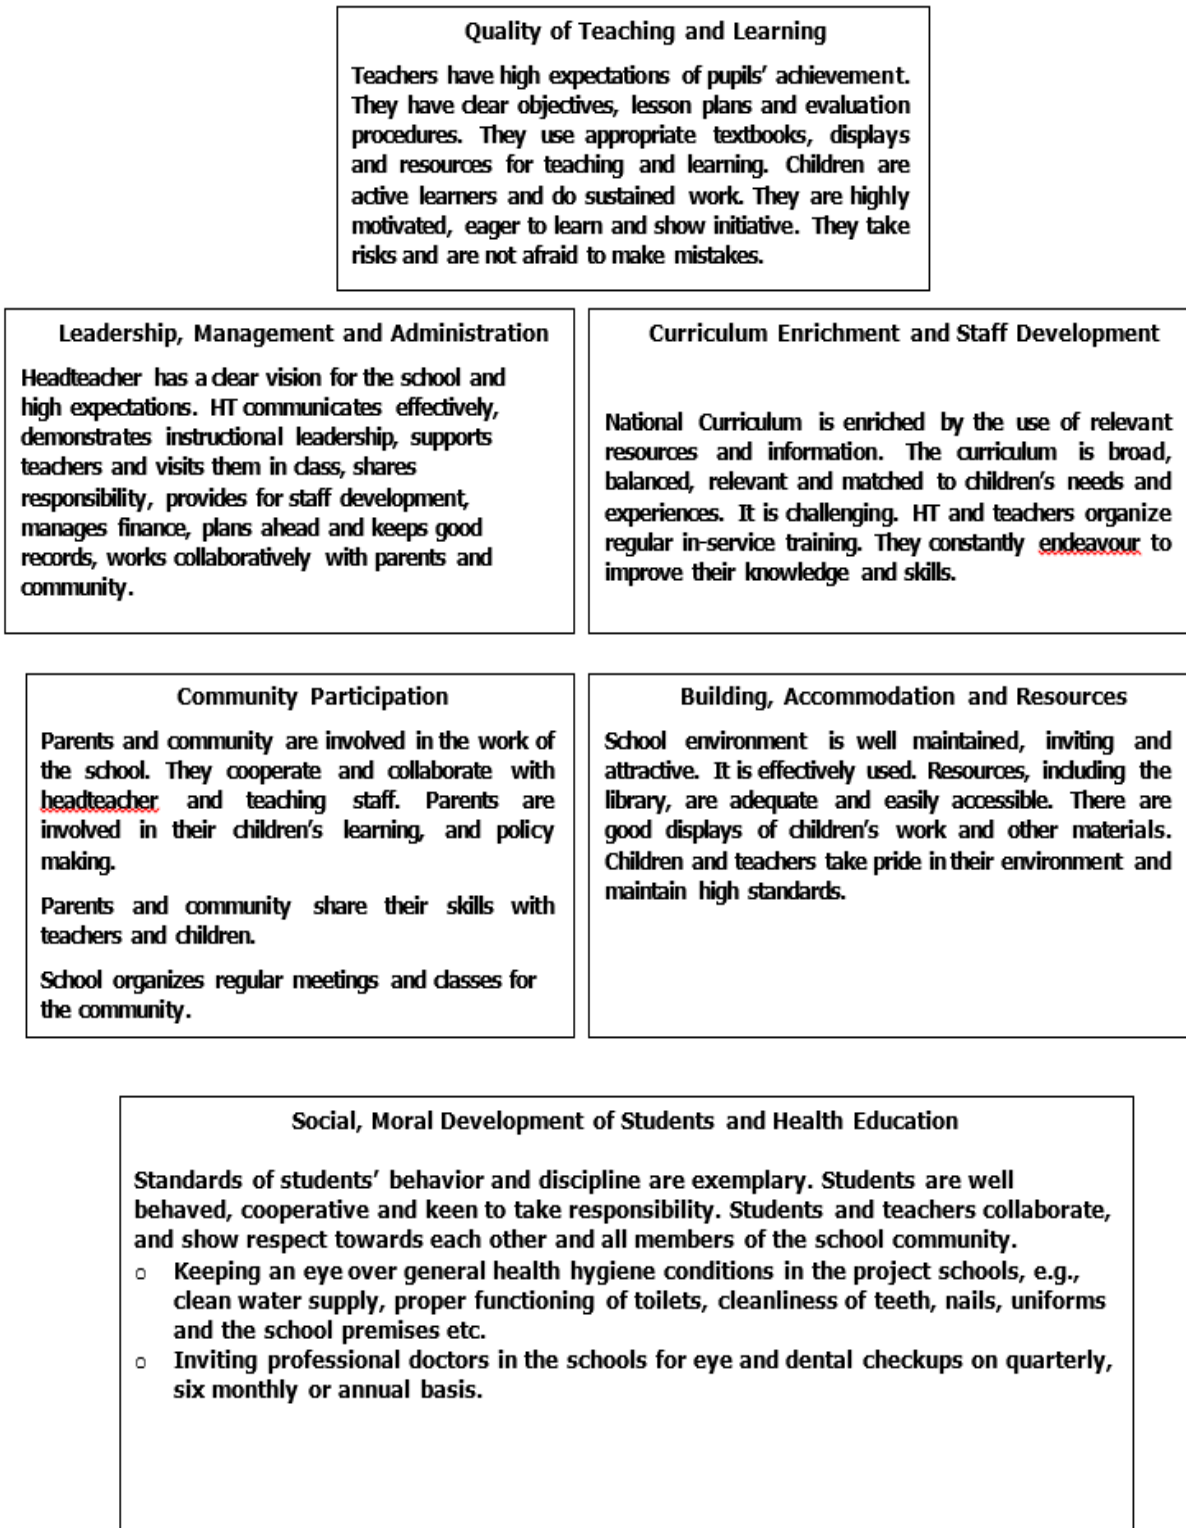 Quality of Teaching and Learning
Teachers have high expectations of pupils’ achievement.
They have clear objectives, lesson plans and evaluation
procedures. They use appropriate textbooks, displays
and resources for teaching and learning. Children are
active learners and do sustained work. They are highly
motivated, eager to learn and show initiative. They take
risks and are not afraid to make mistakes.
Leadership, Management and Administration
Headteacher has a clear vision for the school and
high expectations. HT communicates effectively,
demonstrates instructional leadership, supports
teachers and visits them in class, shares
responsibility, provides for staff development,
manages finance, plans ahead and keeps good
records, works collaboratively with parents and
community.
Curriculum Enrichment and Staff Development
National Curriculum is enriched by the use of relevant
resources and information. The curriculum is broad,
balanced, relevant and matched to children’s needs and
experiences. It is challenging. HT and teachers organize
regular in-service training. They constantly endeavour to
improve their knowledge and skills.
Community Participation
Parents and community are involved in the work of
the school. They cooperate and collaborate with
headteacher and teaching staff. Parents are
involved in their children’s learning, and policy
making.
Parents and community share their skills with
teachers and children.
School organizes regular meetings and classes for
the community.
Building, Accommodation and Resources
School environment is well maintained, inviting and
attractive. It is effectively used. Resources, including the
library, are adequate and easily accessible. There are
good displays of children’s work and other materials.
Children and teachers take pride in their environment and
maintain high standards.
Social, Moral Development of Students and Health Education
Standards of students’ behavior and discipline are exemplary. Students are well
behaved, cooperative and keen to take responsibility. Students and teachers collaborate,
and show respect towards each other and all members of the school community.
o Keeping an eye over general health hygiene conditions in the project schools, e.g.,
clean water supply, proper functioning of toilets, cleanliness of teeth, nails, uniforms
and the school premises etc.
o Inviting professional doctors in the schools for eye and dental checkups on quarterly,
six monthly or annual basis.